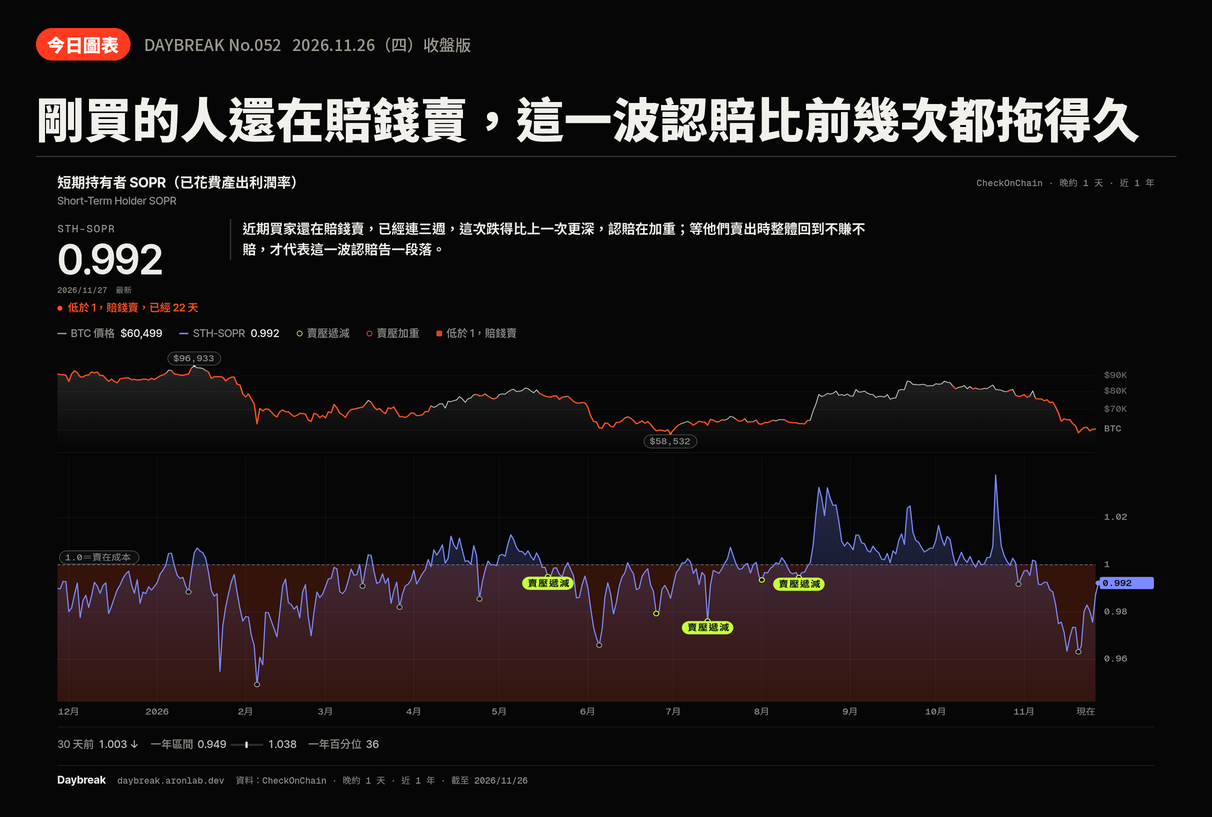 今日圖表 DAYBREAK No.052 2026.11.26（四）收盤版
剛買的人還在賠錢賣，這一波認賠比前幾次都拖得久
短期持有者 SOPR（已花費產出利潤率）
CheckOnChain · 晚約 1 天 · 近 1 年
Short-Term Holder SOPR
STH-SOPR
0.992
2026/11/27 最新
● 低於 1，賠錢賣，已經 22 天
近期買家還在賠錢賣，已經連三週，這次跌得比上一次更深，認賠在加重；等他們賣出時整體回到不賺不
賠，才代表這一波認賠告一段落。
BTC 價格 $60,499 STH-SOPR 0.992 賣壓遞減 賣壓加重 低於 1，賠錢賣
$96,933
$90K
$80K
$70K
BTC
$58,532
1.02
1.0＝賣在成本
1
賣壓遞減
賣壓遞減
0.992
0.98
賣壓遞減
0.96
12月 2026 2月 3月 4月 5月 6月 7月 8月 9月 10月 11月 現在
30 天前 1.003 ↓ 一年區間 0.949 1.038 一年百分位 36
Daybreak daybreak.aronlab.dev 資料：CheckOnChain · 晚約 1 天 · 近 1 年 · 截至 2026/11/26